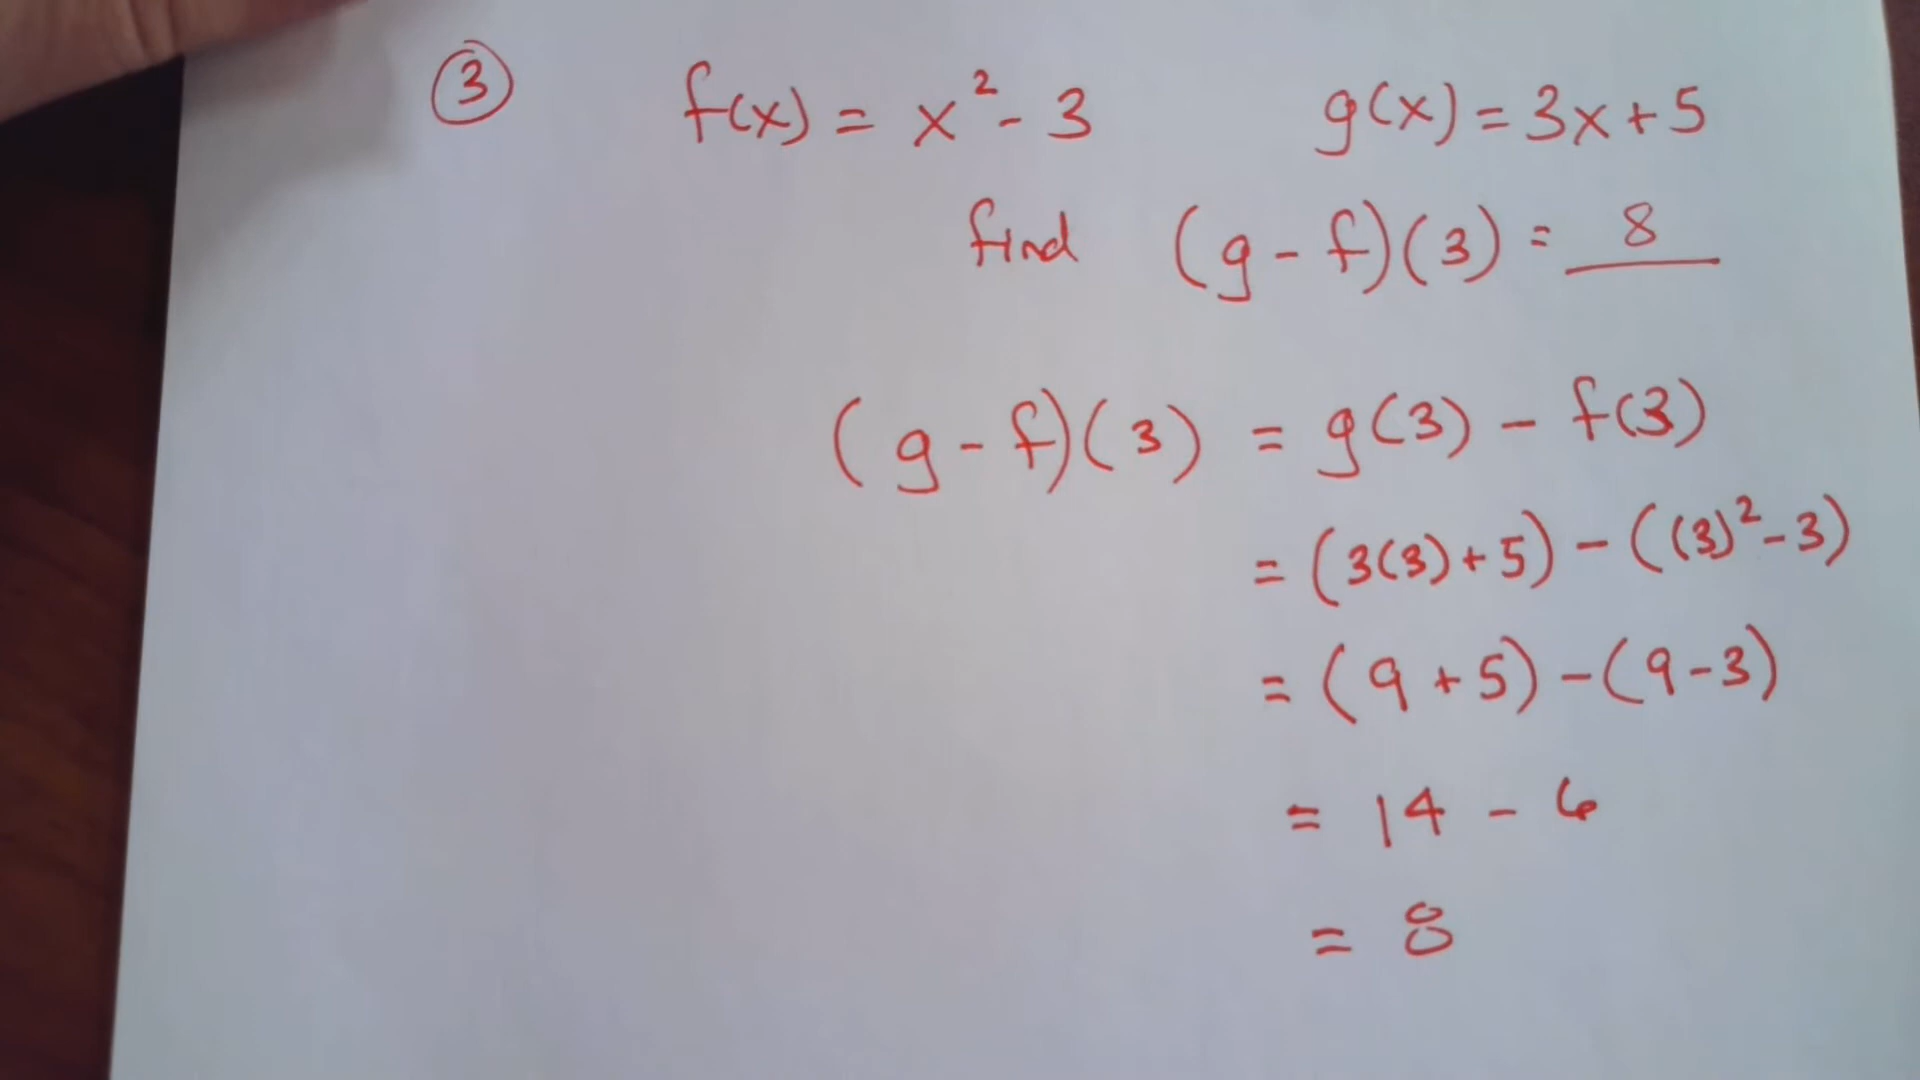 ③ f(x) = x² - 3 g(x) = 3x + 5
find (g - f)(3) = 8
(g - f)(3) = g(3) - f(3)
= (3(3) + 5) - ((3)² - 3)
= (9 + 5) - (9 - 3)
= 14 - 6
= 8